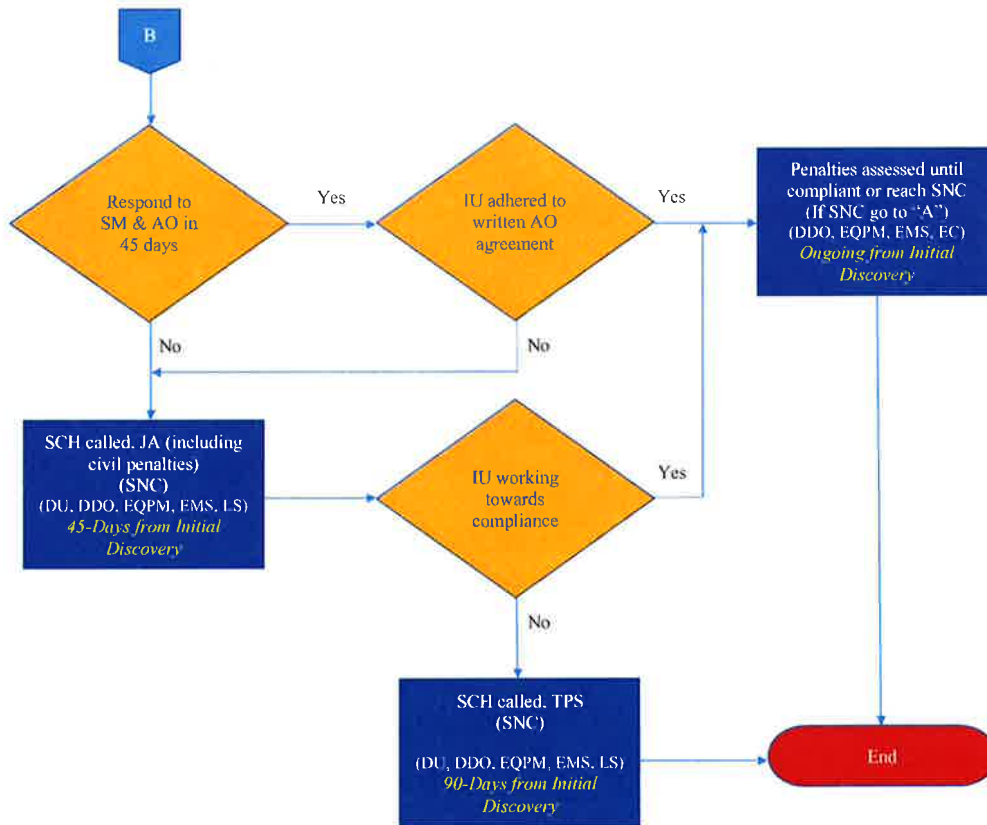 B
Respond to
SM & AO in
45 days
Yes
IU adhered to
written AO
agreement
Yes
Penalties assessed until
compliant or reach SNC
(If SNC go to "A")
(DDO, EQPM, EMS, EC)
Ongoing from Initial
Discovery
No
No
SCH called, JA (including
civil penalties)
(SNC)
(DU, DDO, EQPM, EMS, LS)
45-Days from Initial
Discovery
IU working
towards
compliance
Yes
No
SCH called, TPS
(SNC)
(DU, DDO, EQPM, EMS, LS)
90-Days from Initial
Discovery
End